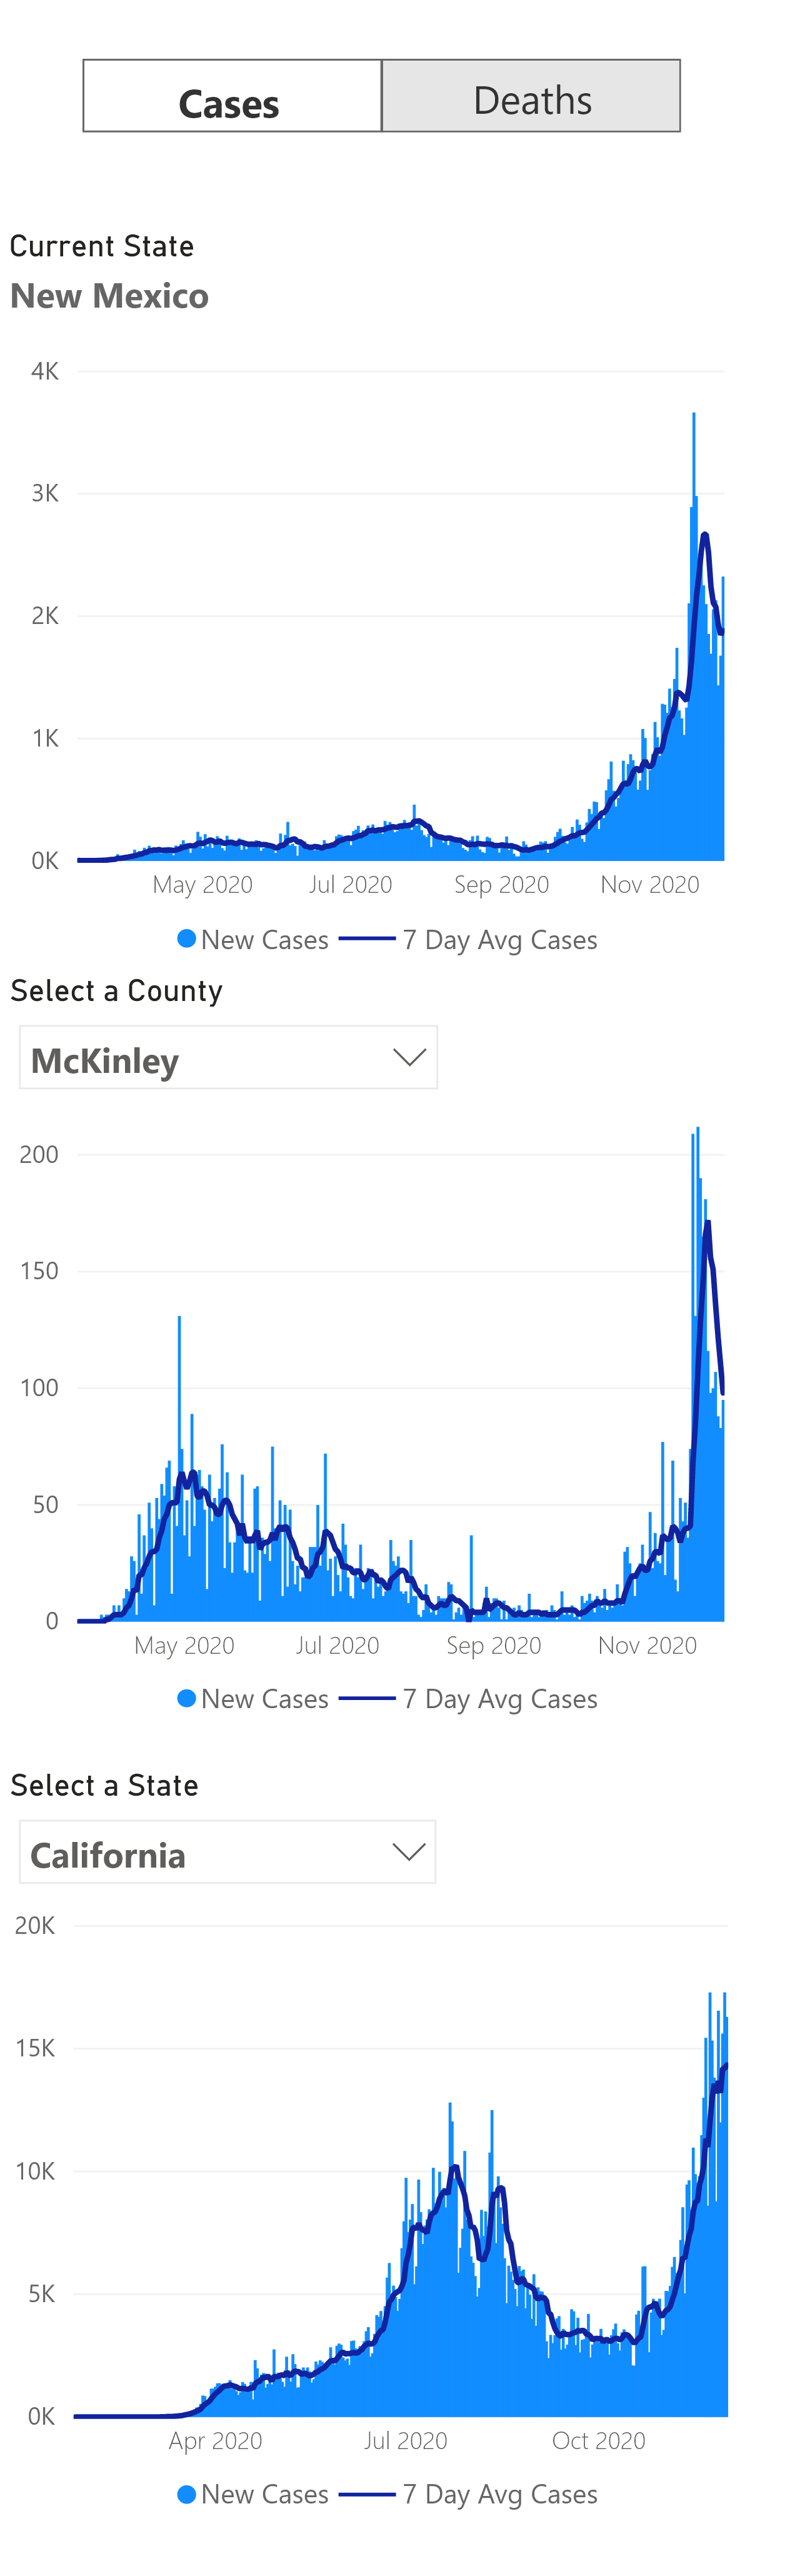 Cases Deaths
Current State
New Mexico
4K
3K
2K
1K
0K
May 2020 Jul 2020 Sep 2020 Nov 2020
New Cases 7 Day Avg Cases
Select a County
McKinley
200
150
100
50
0
May 2020 Jul 2020 Sep 2020 Nov 2020
New Cases 7 Day Avg Cases
Select a State
California
20K
15K
10K
5K
0K
Apr 2020 Jul 2020 Oct 2020
New Cases 7 Day Avg Cases